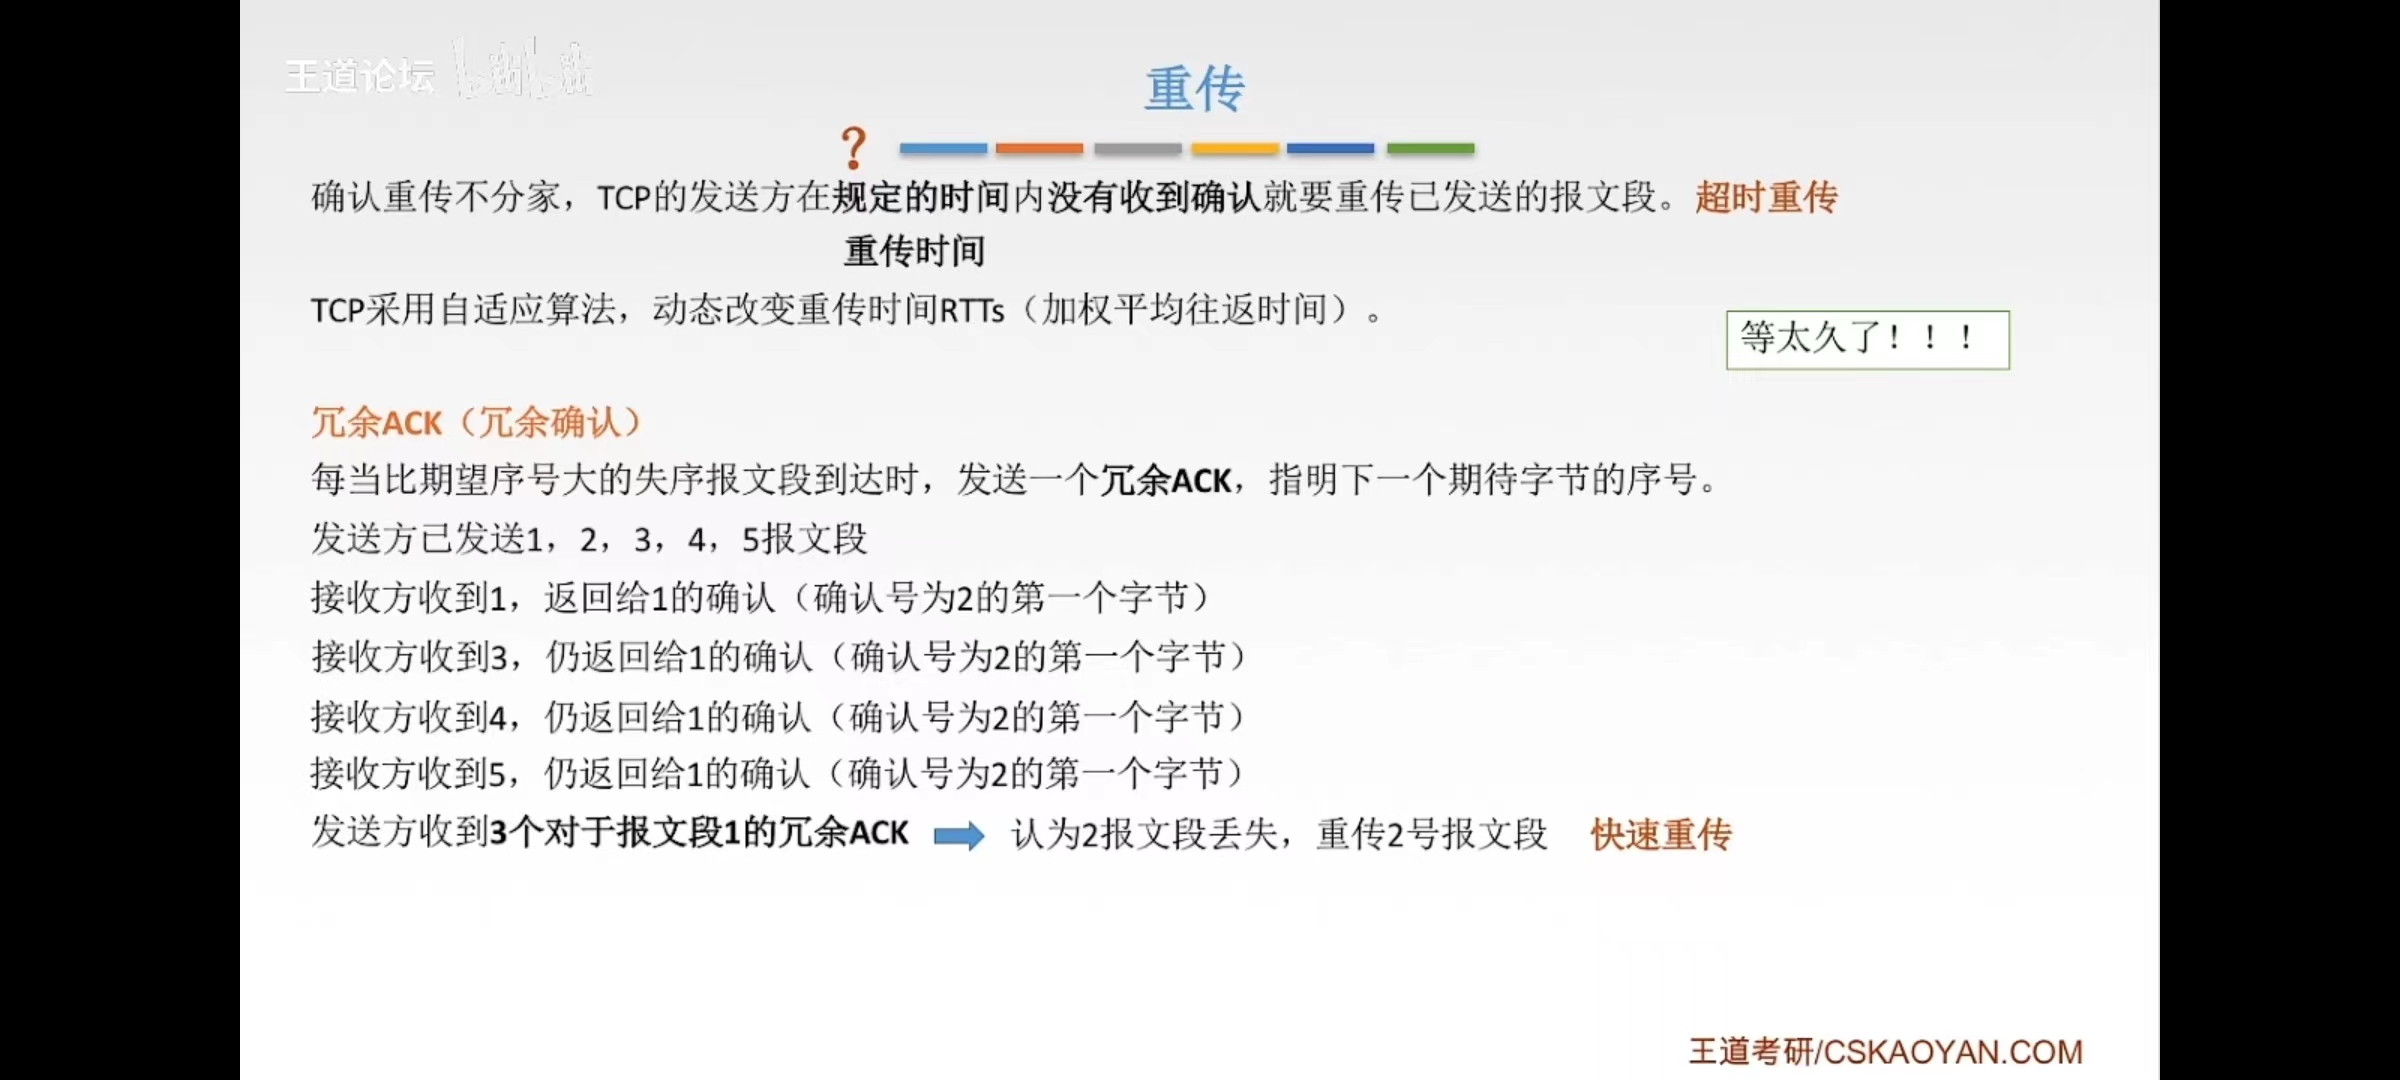 王道论坛 bilibili
重传
?
确认重传不分家，TCP的发送方在规定的时间内没有收到确认就要重传已发送的报文段。超时重传
重传时间
TCP采用自适应算法，动态改变重传时间RTTs（加权平均往返时间）。
等太久了！！！
冗余ACK（冗余确认）
每当比期望序号大的失序报文段到达时，发送一个冗余ACK，指明下一个期待字节的序号。
发送方已发送1，2，3，4，5报文段
接收方收到1，返回给1的确认（确认号为2的第一个字节）
接收方收到3，仍返回给1的确认（确认号为2的第一个字节）
接收方收到4，仍返回给1的确认（确认号为2的第一个字节）
接收方收到5，仍返回给1的确认（确认号为2的第一个字节）
发送方收到3个对于报文段1的冗余ACK 认为2报文段丢失，重传2号报文段 快速重传
王道考研/CSKAOYAN.COM